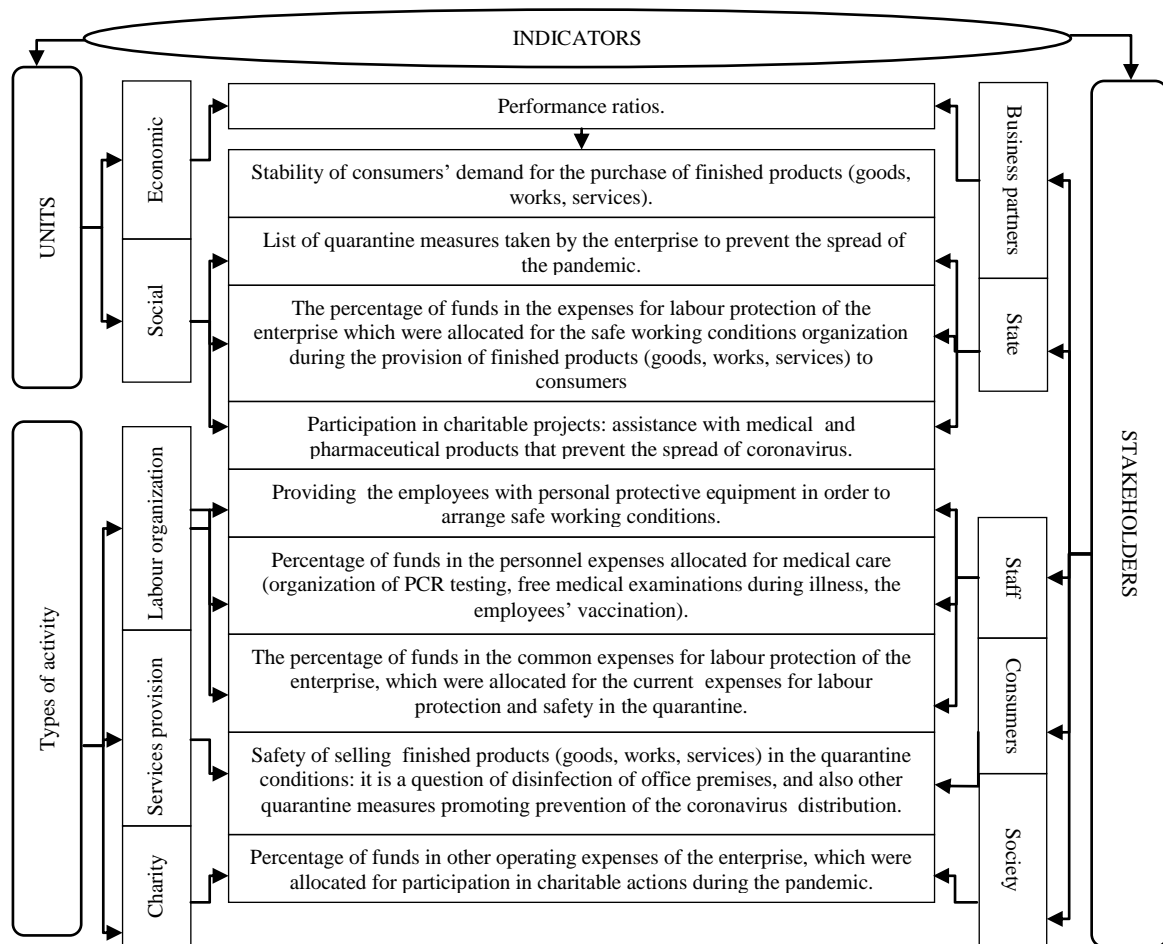 INDICATORS
UNITS
Economic
Social
Types of activity
Labour organization
Services provision
Charity
Performance ratios.
Stability of consumers’ demand for the purchase of finished products (goods,
works, services).
List of quarantine measures taken by the enterprise to prevent the spread of
the pandemic.
The percentage of funds in the expenses for labour protection of the
enterprise which were allocated for the safe working conditions organization
during the provision of finished products (goods, works, services) to
consumers
Participation in charitable projects: assistance with medical and
pharmaceutical products that prevent the spread of coronavirus.
Providing the employees with personal protective equipment in order to
arrange safe working conditions.
Percentage of funds in the personnel expenses allocated for medical care
(organization of PCR testing, free medical examinations during illness, the
employees’ vaccination).
The percentage of funds in the common expenses for labour protection of the
enterprise, which were allocated for the current expenses for labour
protection and safety in the quarantine.
Safety of selling finished products (goods, works, services) in the quarantine
conditions: it is a question of disinfection of office premises, and also other
quarantine measures promoting prevention of the coronavirus distribution.
Percentage of funds in other operating expenses of the enterprise, which were
allocated for participation in charitable actions during the pandemic.
Business partners
State
Staff
Consumers
Society
STAKEHOLDERS